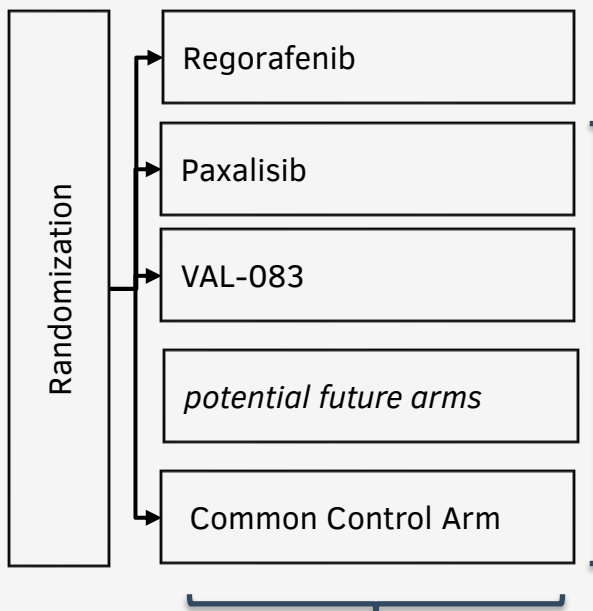 Randomization
Regorafenib
Paxalisib
VAL-083
potential future arms
Common Control Arm